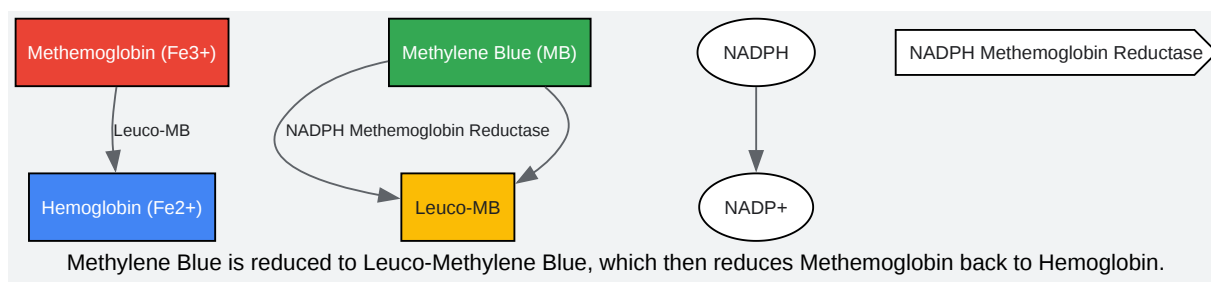 Methemoglobin (Fe3+)
Methylene Blue (MB)
NADPH
NADPH Methemoglobin Reductase
Leuco-MB
NADPH Methemoglobin Reductase
Hemoglobin (Fe2+)
Leuco-MB
NADP+
Methylene Blue is reduced to Leuco-Methylene Blue, which then reduces Methemoglobin back to Hemoglobin.